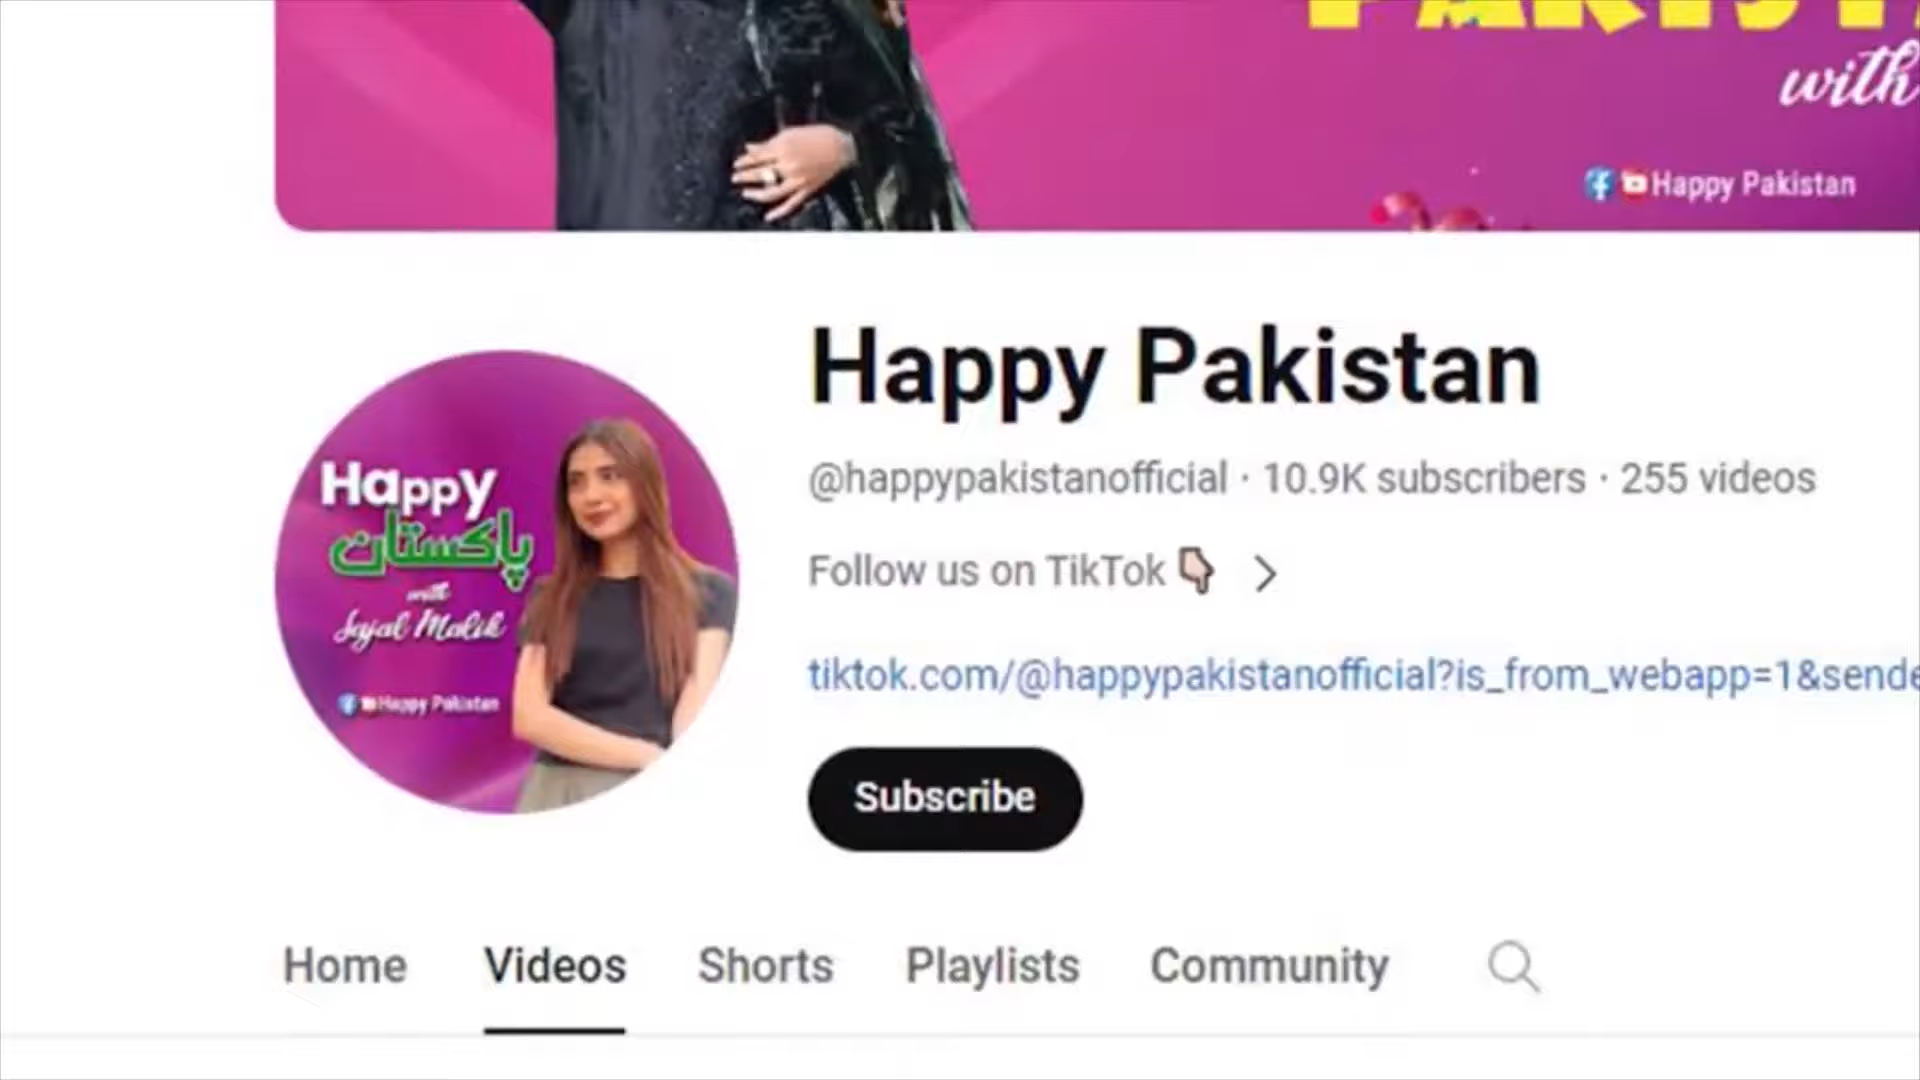 with
Happy Pakistan
Happy Pakistan
@happypakistanofficial · 10.9K subscribers · 255 videos
Follow us on TikTok
tiktok.com/@happypakistanofficial?is_from_webapp=1&sende
Subscribe
Happy
پاکستان
with
Sajal Malik
Happy Pakistan
Home Videos Shorts Playlists Community